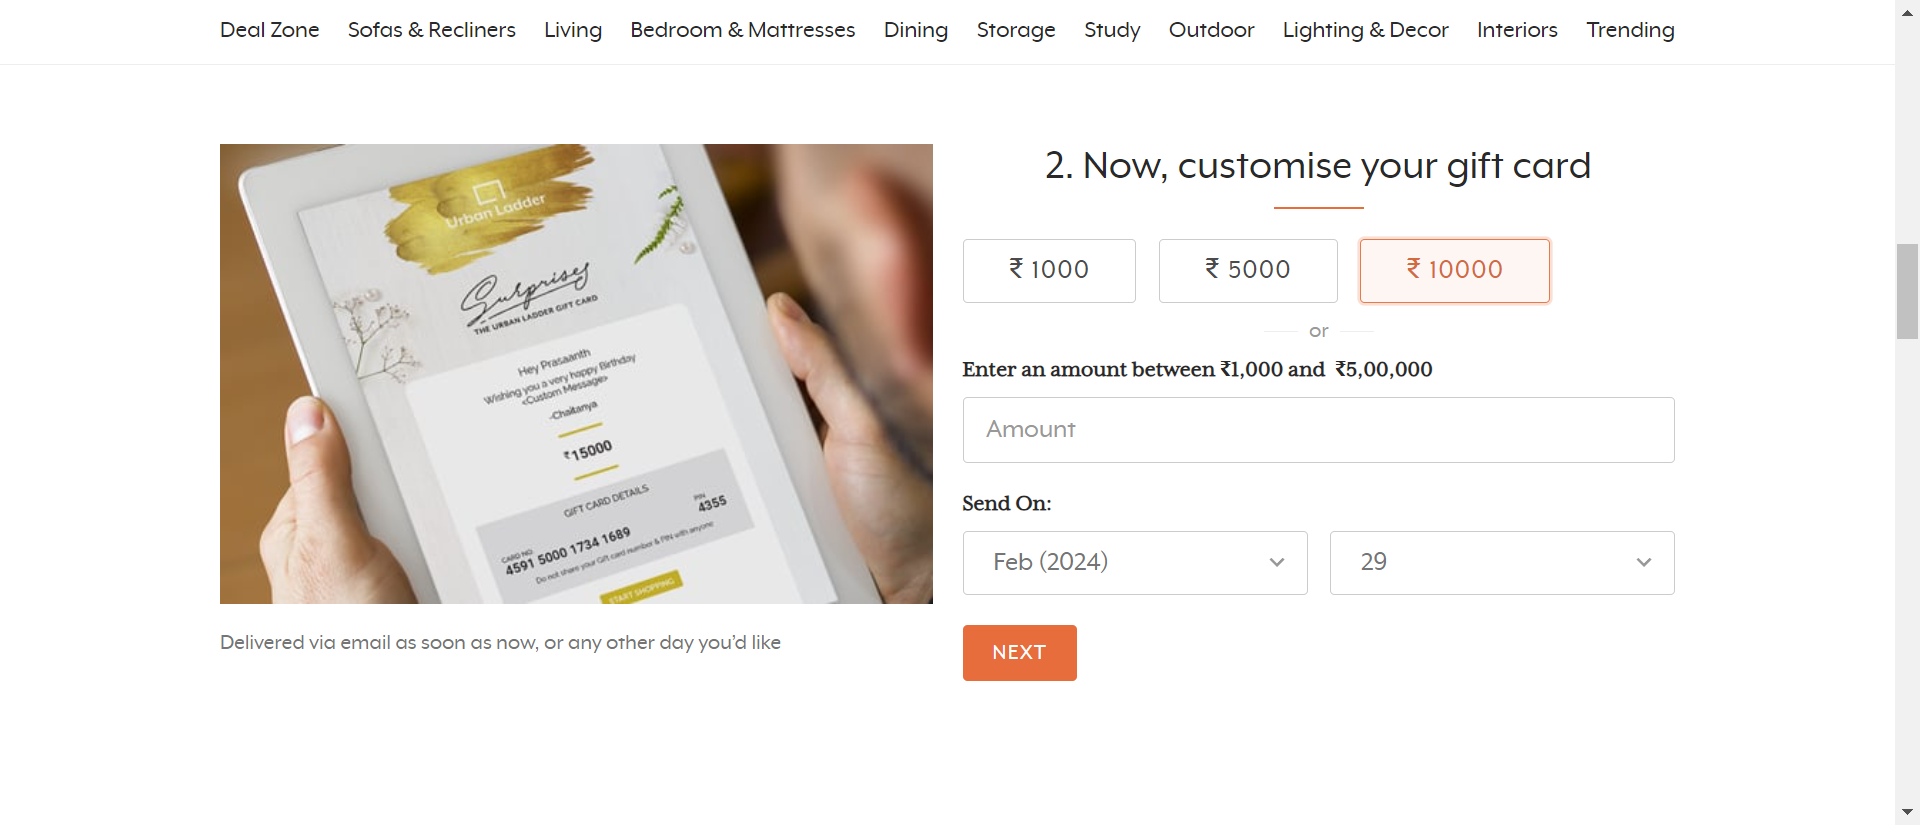 Deal Zone Sofas & Recliners Living Bedroom & Mattresses Dining Storage Study Outdoor Lighting & Decor Interiors Trending
Urban Ladder
Surprises
THE URBAN LADDER GIFT CARD
Hey Prasaanth
Wishing you a very happy Birthday
<Custom Message>
-Chaitanya
₹15000
GIFT CARD DETAILS
CARD NO.
4591 5000 1734 1689
PIN
4355
Do not share your Gift card number & PIN with anyone
START SHOPPING
Delivered via email as soon as now, or any other day you’d like
2. Now, customise your gift card
₹ 1000 ₹ 5000 ₹ 10000
or
Enter an amount between ₹1,000 and ₹5,00,000
Amount
Send On:
Feb (2024) 29
NEXT